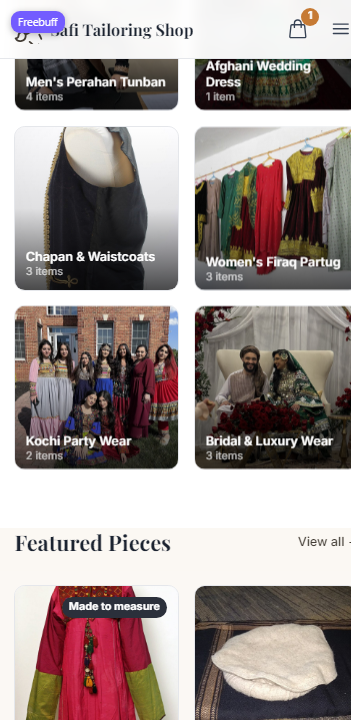 Freebuff
Safi Tailoring Shop
1
Men's Perahan Tunban
4 items
Afghani Wedding
Dress
1 item
Chapan & Waistcoats
3 items
Women's Firaq Partug
3 items
Kochi Party Wear
2 items
Bridal & Luxury Wear
3 items
Featured Pieces
View all
Made to measure